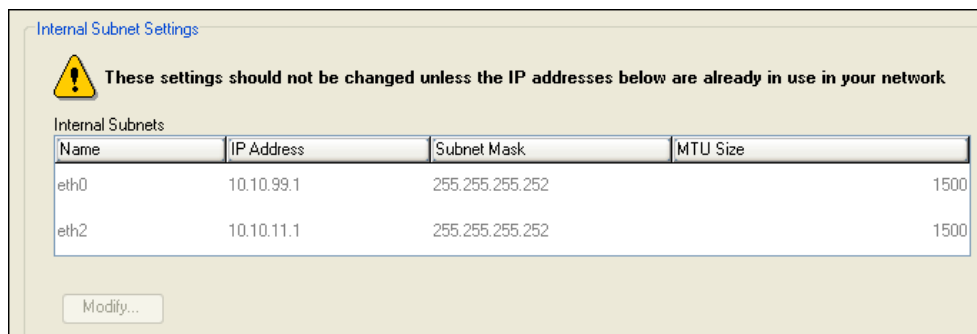 Internal Subnet Settings
These settings should not be changed unless the IP addresses below are already in use in your network
Internal Subnets
Name IP Address Subnet Mask MTU Size
eth0 10.10.99.1 255.255.255.252 1500
eth2 10.10.11.1 255.255.255.252 1500
Modify...